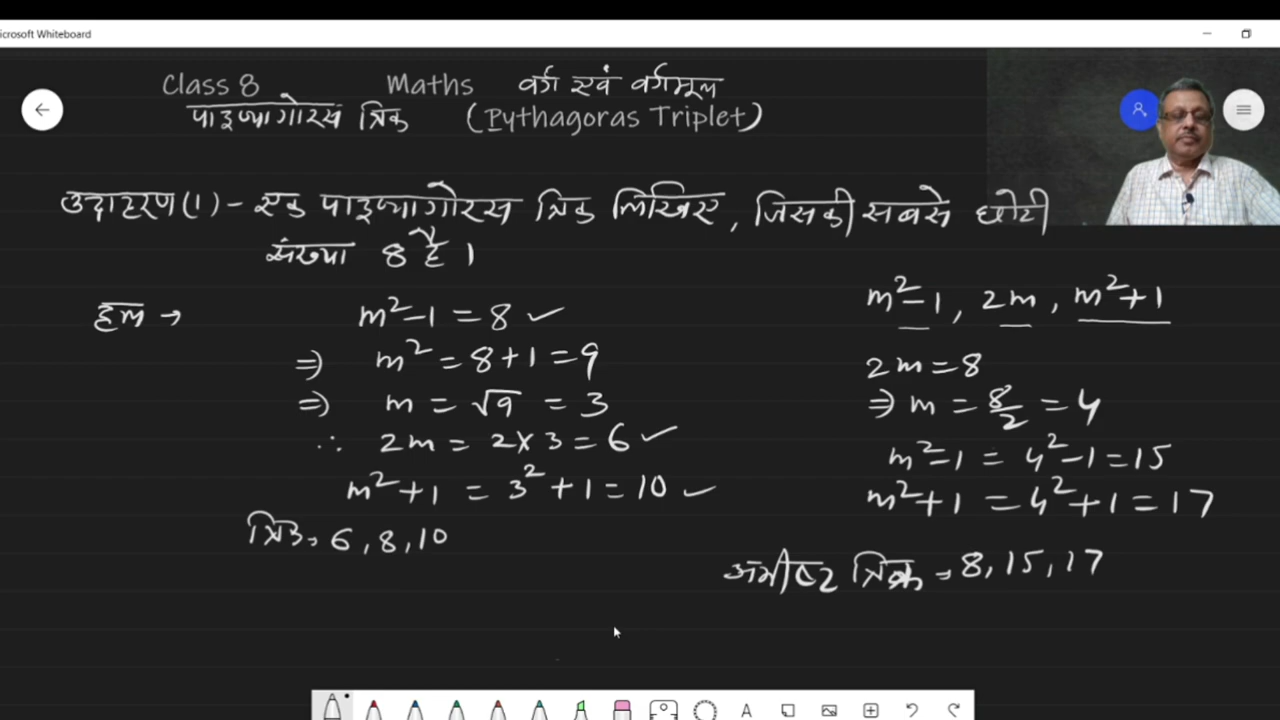 icrosoft Whiteboard
Class 8 Maths वर्ग एवं वर्गमूल
पाइथागोरस त्रिक (Pythagoras Triplet)
उदाहरण (1) - एक पाइथागोरस त्रिक लिखिए, जिसकी सबसे छोटी
संख्या 8 है।
हल → m²-1 = 8 ✓
⇒ m² = 8+1 = 9
⇒ m = √9 = 3
∴ 2m = 2×3 = 6 ✓
m²+1 = 3²+1 = 10 ✓
त्रिक = 6, 8, 10
m²-1, 2m, m²+1
2m = 8
⇒ m = 8/2 = 4
m²-1 = 4²-1 = 15
m²+1 = 4²+1 = 17
अभीष्ट त्रिक = 8, 15, 17
A